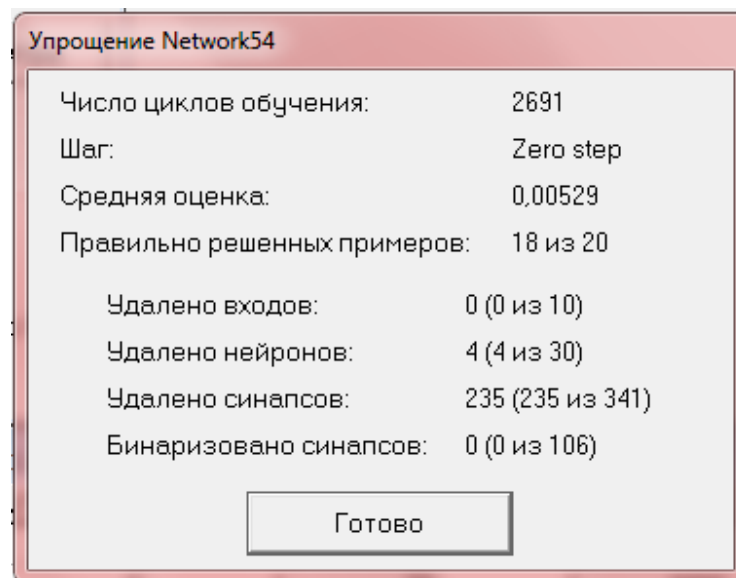 Упрощение Network54
Число циклов обучения: 2691
Шаг: Zero step
Средняя оценка: 0,00529
Правильно решенных примеров: 18 из 20
Удалено входов: 0 (0 из 10)
Удалено нейронов: 4 (4 из 30)
Удалено синапсов: 235 (235 из 341)
Бинаризовано синапсов: 0 (0 из 106)
Готово